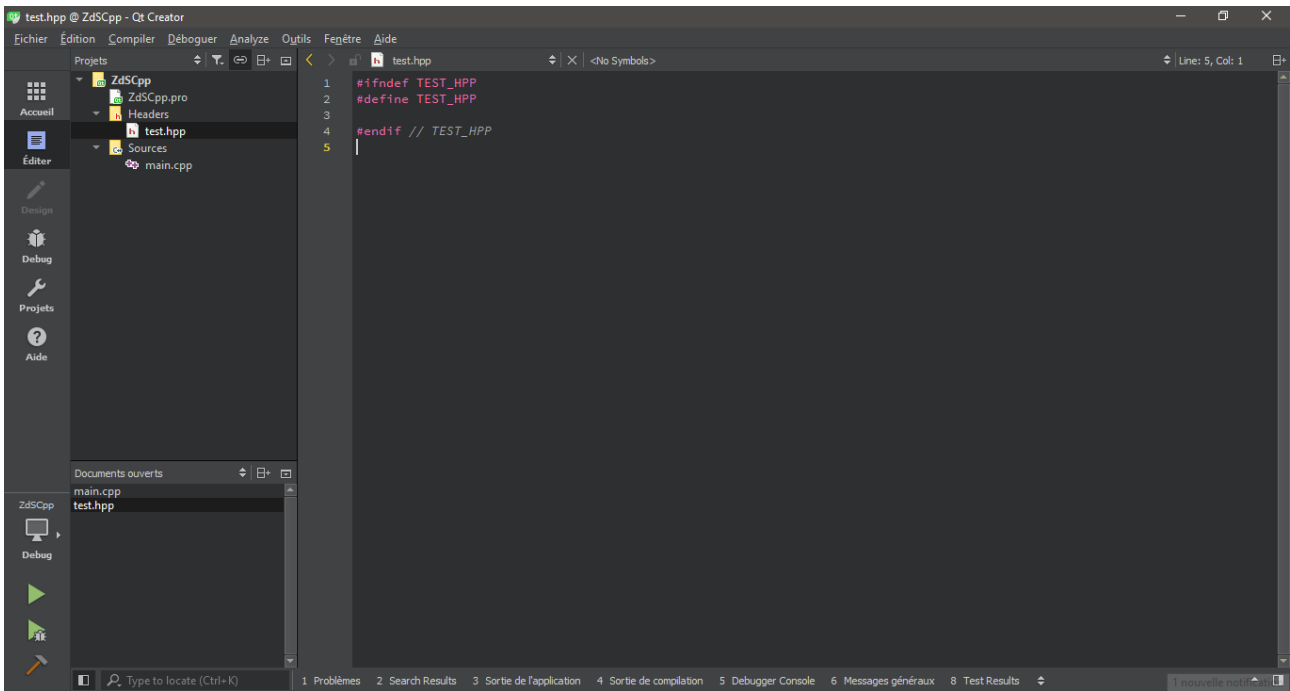 test.hpp @ ZdSCpp - Qt Creator
Fichier Édition Compiler Déboguer Analyze Outils Fenêtre Aide
Projets
test.hpp
<No Symbols>
Line: 5, Col: 1
Accueil
Éditer
Design
Debug
Projets
Aide
ZdSCpp
ZdSCpp.pro
Headers
test.hpp
Sources
main.cpp
1 #ifndef TEST_HPP
2 #define TEST_HPP
3
4 #endif // TEST_HPP
5
Documents ouverts
main.cpp
test.hpp
ZdSCpp
Debug
Type to locate (Ctrl+K)
1 Problèmes 2 Search Results 3 Sortie de l'application 4 Sortie de compilation 5 Debugger Console 6 Messages généraux 8 Test Results
1 nouvelle